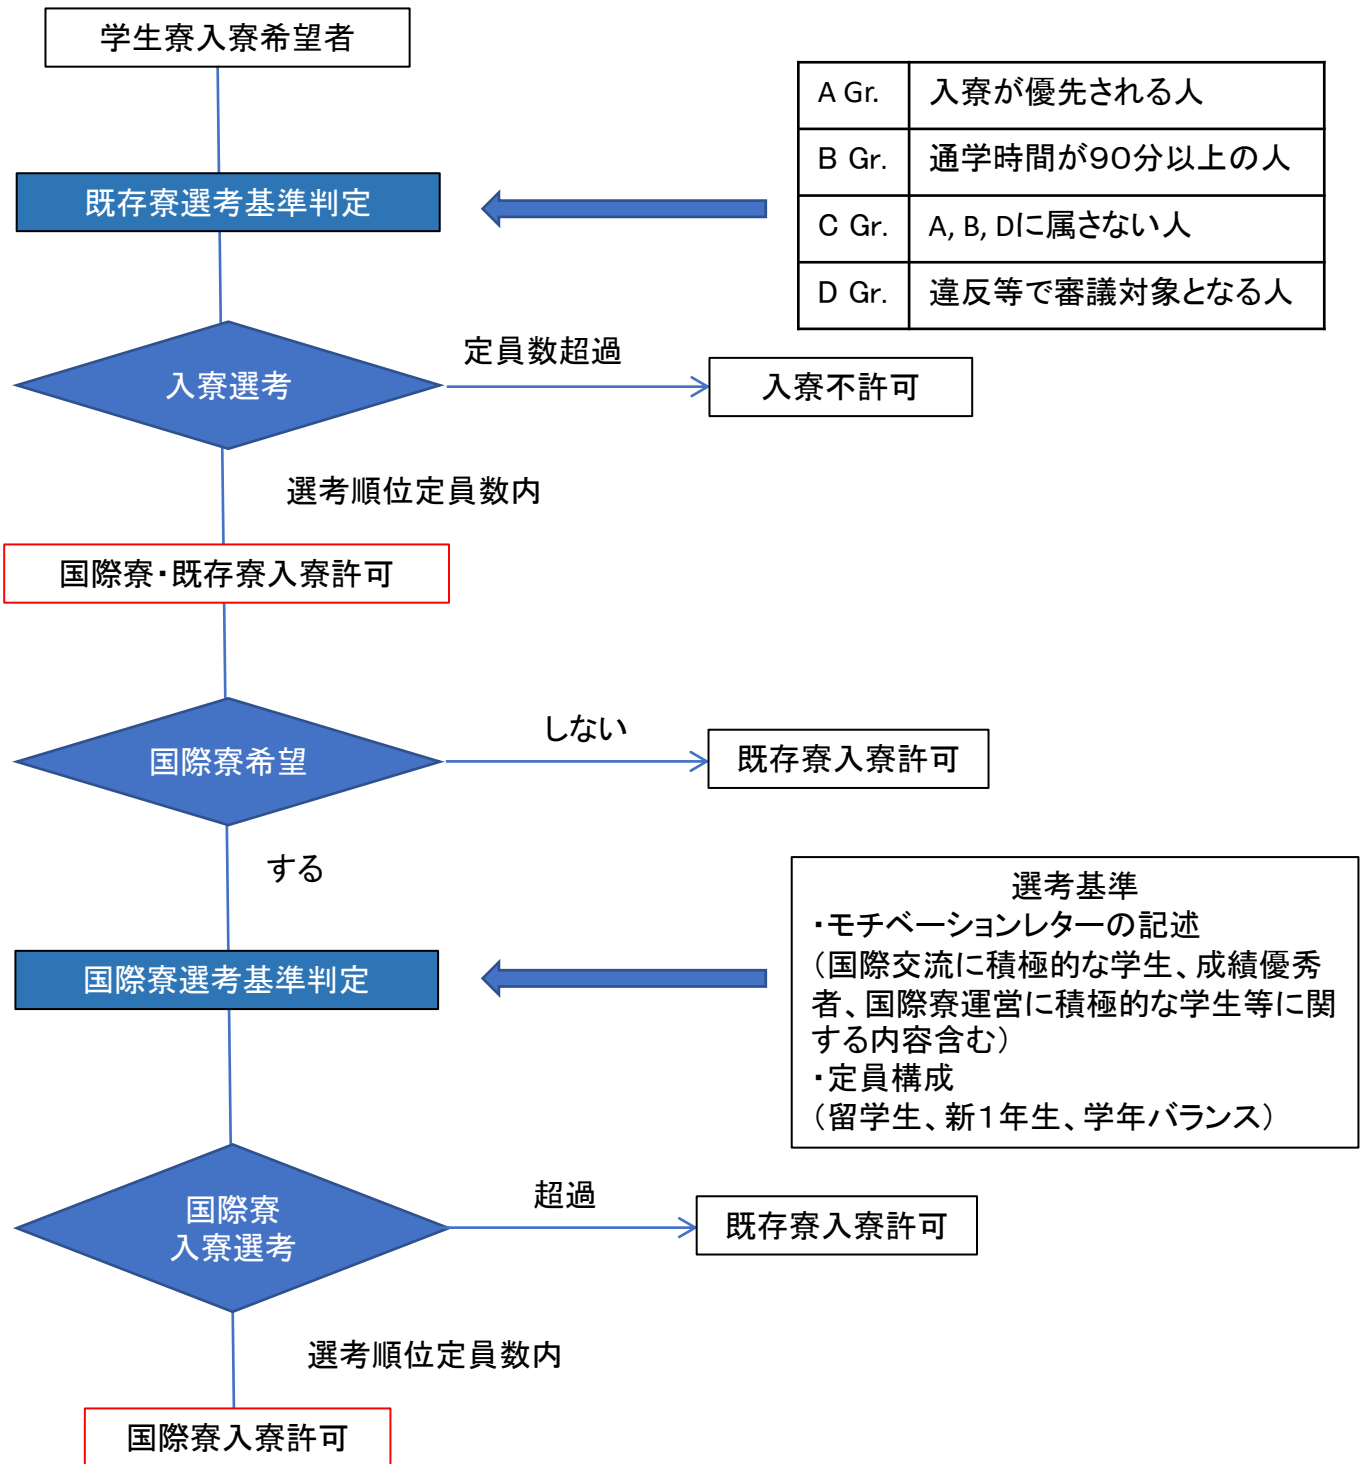 学生寮入寮希望者
A Gr. 入寮が優先される人
既存寮選考基準判定
B Gr. 通学時間が90分以上の人
C Gr. A, B, Dに属さない人
D Gr. 違反等で審議対象となる人
定員数超過
入寮選考
入寮不許可
選考順位定員数内
国際寮・既存寮入寮許可
しない
国際寮希望
既存寮入寮許可
する
選考基準
・モチベーションレターの記述
（国際交流に積極的な学生、成績優秀
者、国際寮運営に積極的な学生等に関
する内容含む）
・定員構成
（留学生、新１年生、学年バランス）
国際寮選考基準判定
超過
国際寮
入寮選考
既存寮入寮許可
選考順位定員数内
国際寮入寮許可